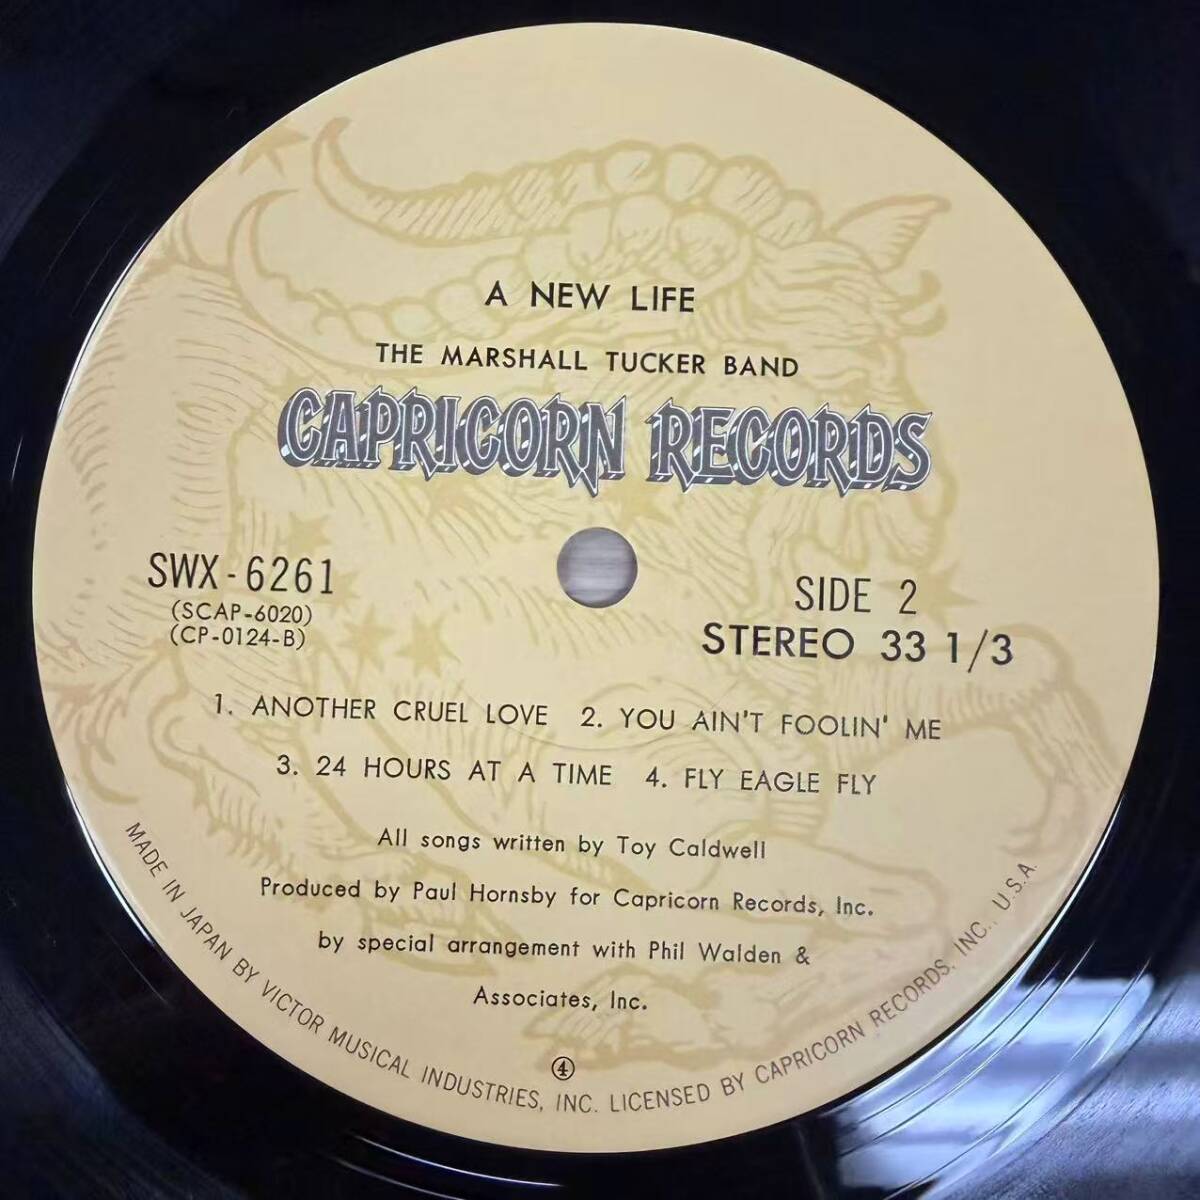 A NEW LIFE
THE MARSHALL TUCKER BAND
CAPRICORN RECORDS
SWX-6261
(SCAP-6020)
(CP-0124-B)
SIDE 2
STEREO 33 1/3
1. ANOTHER CRUEL LOVE 2. YOU AIN'T FOOLIN' ME
3. 24 HOURS AT A TIME 4. FLY EAGLE FLY
All songs written by Toy Caldwell
Produced by Paul Hornsby for Capricorn Records, Inc.
by special arrangement with Phil Walden &
Associates, Inc.
④
MADE IN JAPAN BY VICTOR MUSICAL INDUSTRIES, INC. LICENSED BY CAPRICORN RECORDS, INC., U.S.A.